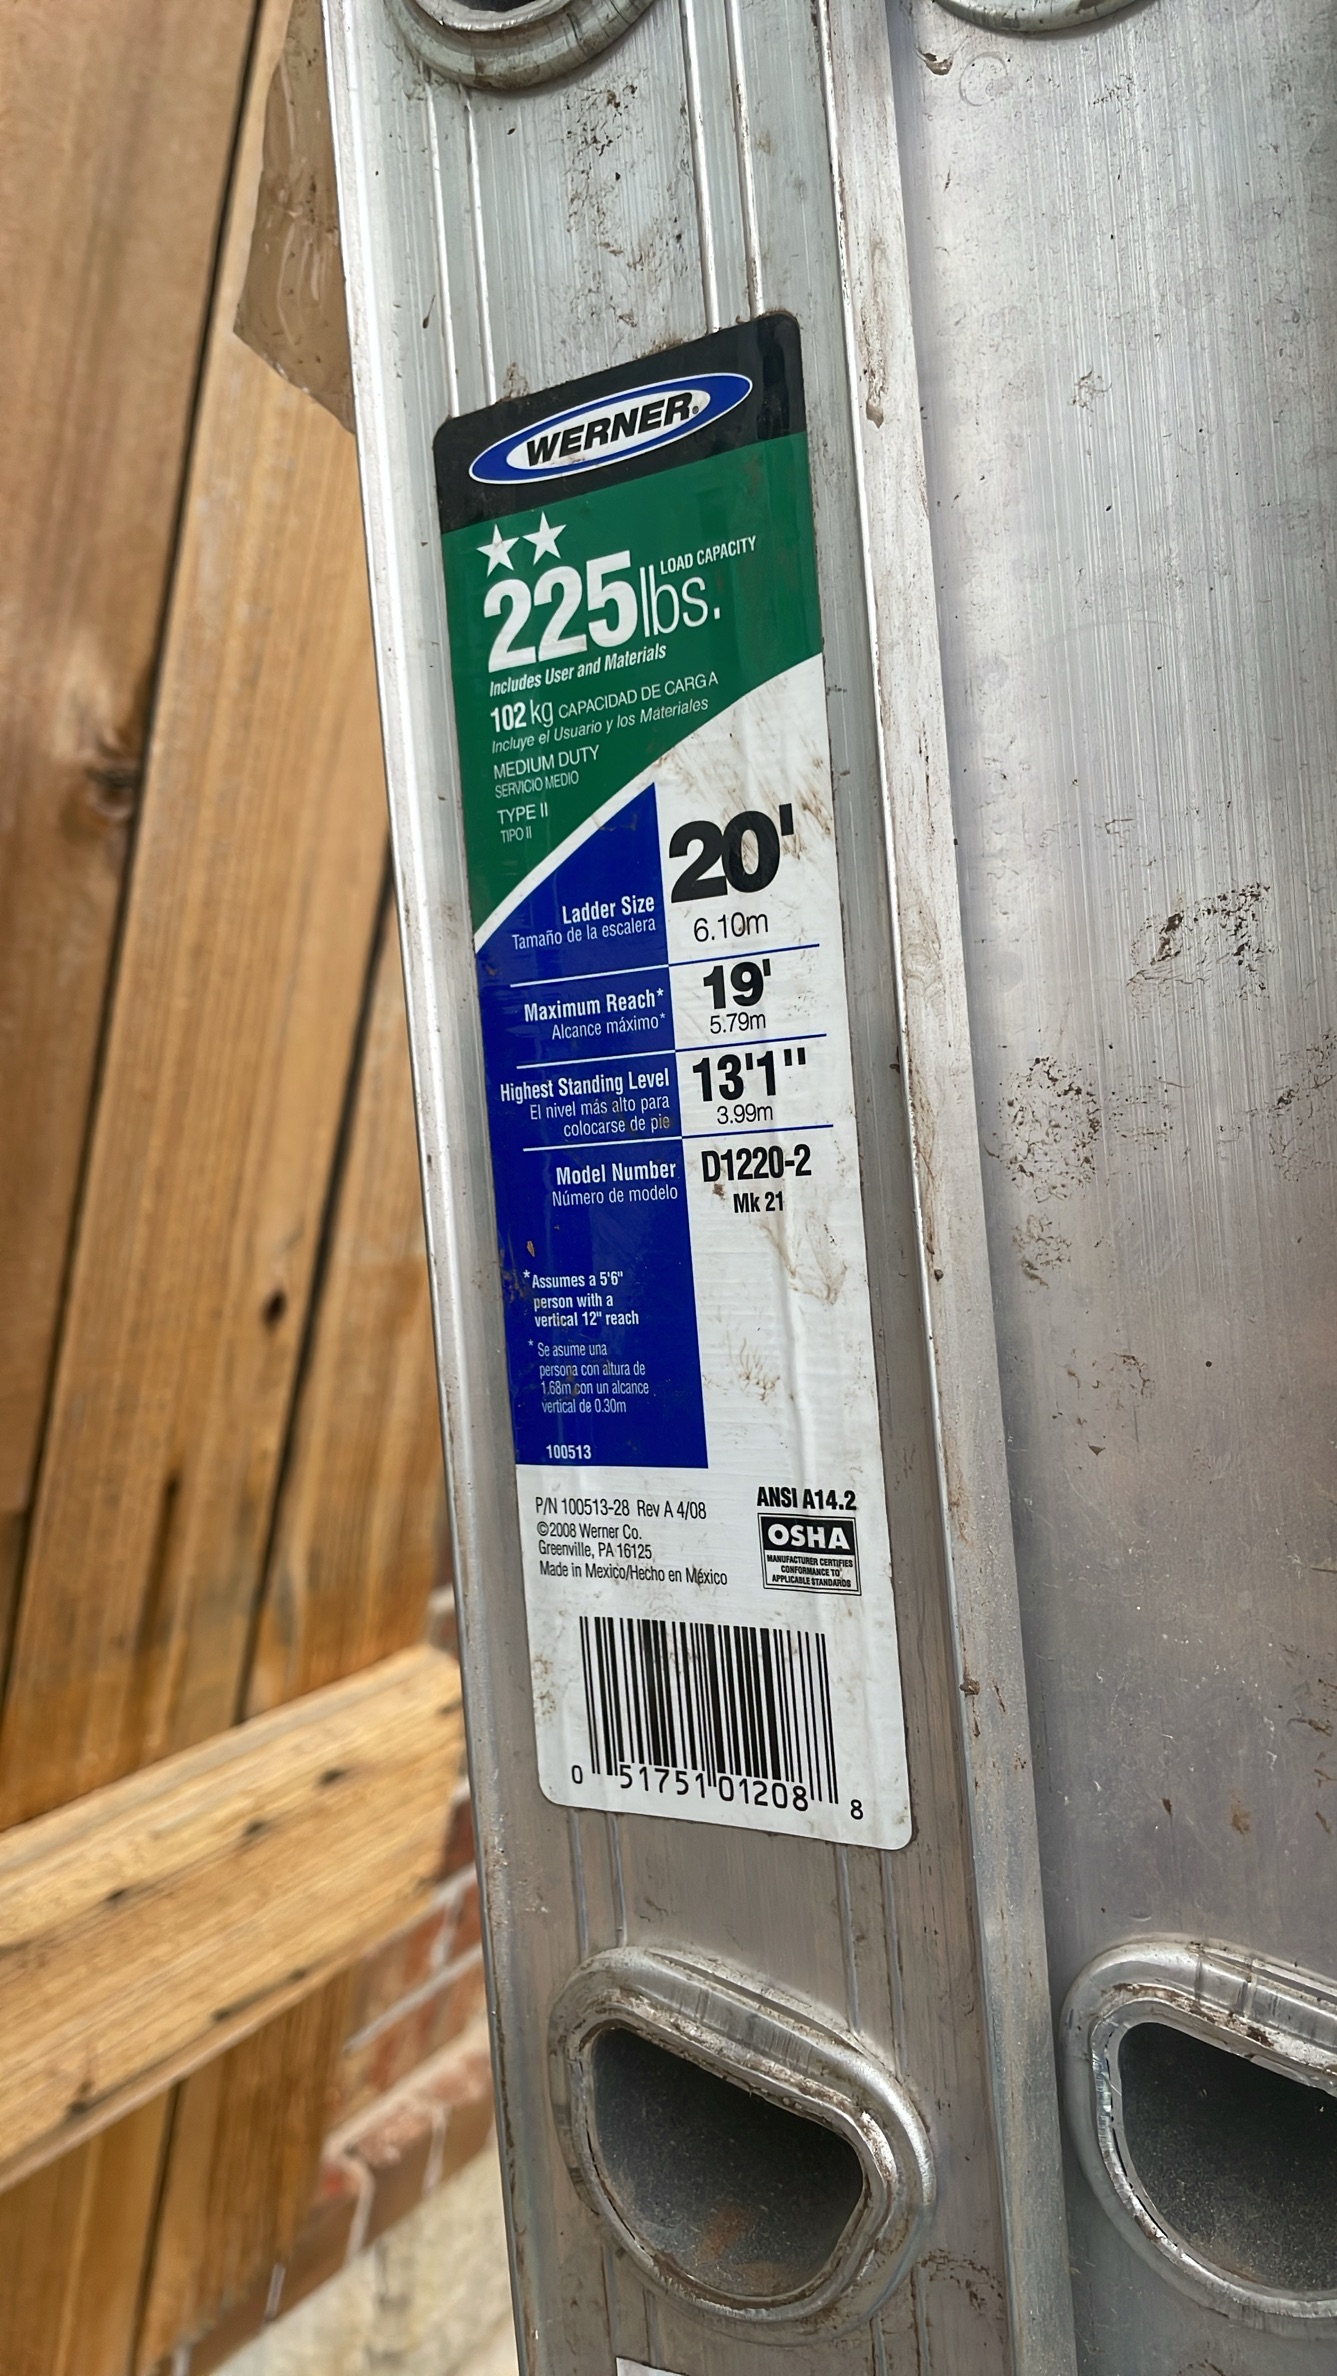 WERNER®
LOAD CAPACITY
225 lbs.
Includes User and Materials
102 kg CAPACIDAD DE CARGA
Incluye el Usuario y los Materiales
MEDIUM DUTY
SERVICIO MEDIO
TYPE II
TIPO II
Ladder Size 20'
Tamaño de la escalera 6.10m
Maximum Reach* 19'
Alcance máximo* 5.79m
Highest Standing Level 13'1"
El nivel más alto para
colocarse de pie 3.99m
Model Number D1220-2
Número de modelo Mk 21
*Assumes a 5'6"
person with a
vertical 12" reach
* Se asume una
persona con altura de
1.68m con un alcance
vertical de 0.30m
100513
P/N 100513-28 Rev A 4/08
©2008 Werner Co.
Greenville, PA 16125
Made in Mexico/Hecho en México
ANSI A14.2
OSHA
MANUFACTURER CERTIFIES
CONFORMANCE TO
APPLICABLE STANDARDS
0 51751 01208 8